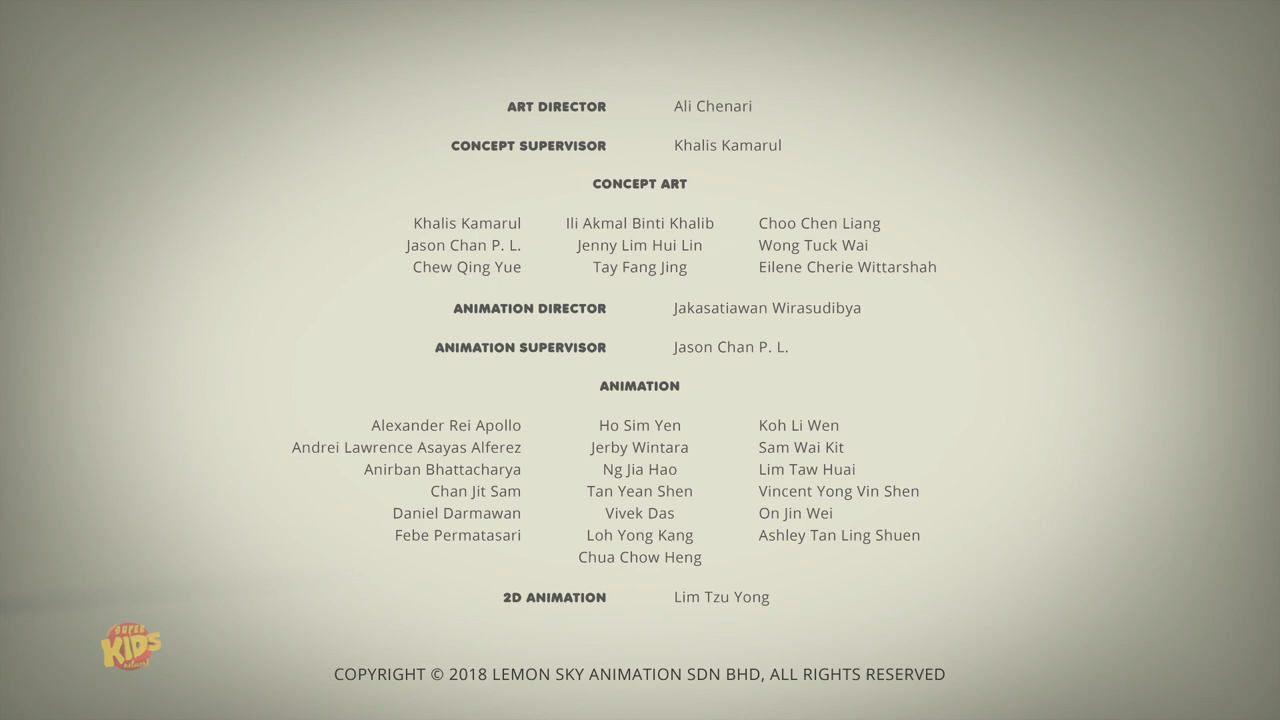 ART DIRECTOR Ali Chenari
CONCEPT SUPERVISOR Khalis Kamarul
CONCEPT ART
Khalis Kamarul Ili Akmal Binti Khalib Choo Chen Liang
Jason Chan P. L. Jenny Lim Hui Lin Wong Tuck Wai
Chew Qing Yue Tay Fang Jing Eilene Cherie Wittarshah
ANIMATION DIRECTOR Jakasatiawan Wirasudibya
ANIMATION SUPERVISOR Jason Chan P. L.
ANIMATION
Alexander Rei Apollo Ho Sim Yen Koh Li Wen
Andrei Lawrence Asayas Alferez Jerby Wintara Sam Wai Kit
Anirban Bhattacharya Ng Jia Hao Lim Taw Huai
Chan Jit Sam Tan Yean Shen Vincent Yong Vin Shen
Daniel Darmawan Vivek Das On Jin Wei
Febe Permatasari Loh Yong Kang Ashley Tan Ling Shuen
Chua Chow Heng
2D ANIMATION Lim Tzu Yong
SUPER
KIDS
network
COPYRIGHT © 2018 LEMON SKY ANIMATION SDN BHD, ALL RIGHTS RESERVED